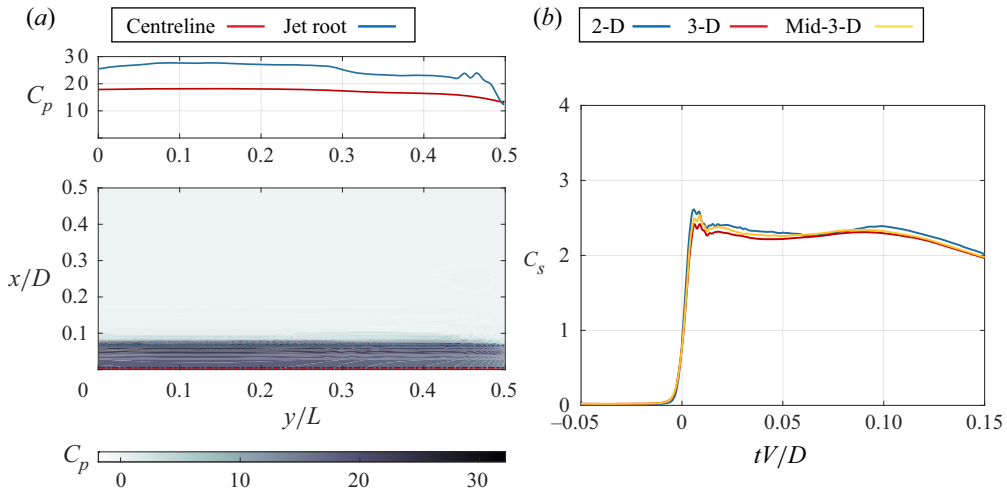 (a)
Centreline Jet root
30
20
10
C_p
0 0.1 0.2 0.3 0.4 0.5
0.5
0.4
0.3
0.2
0.1
x/D
0 0.1 0.2 0.3 0.4 0.5
y/L
C_p
0 10 20 30
(b)
2-D 3-D Mid-3-D
4
3
2
1
0
C_s
–0.05 0 0.05 0.10 0.15
tV/D